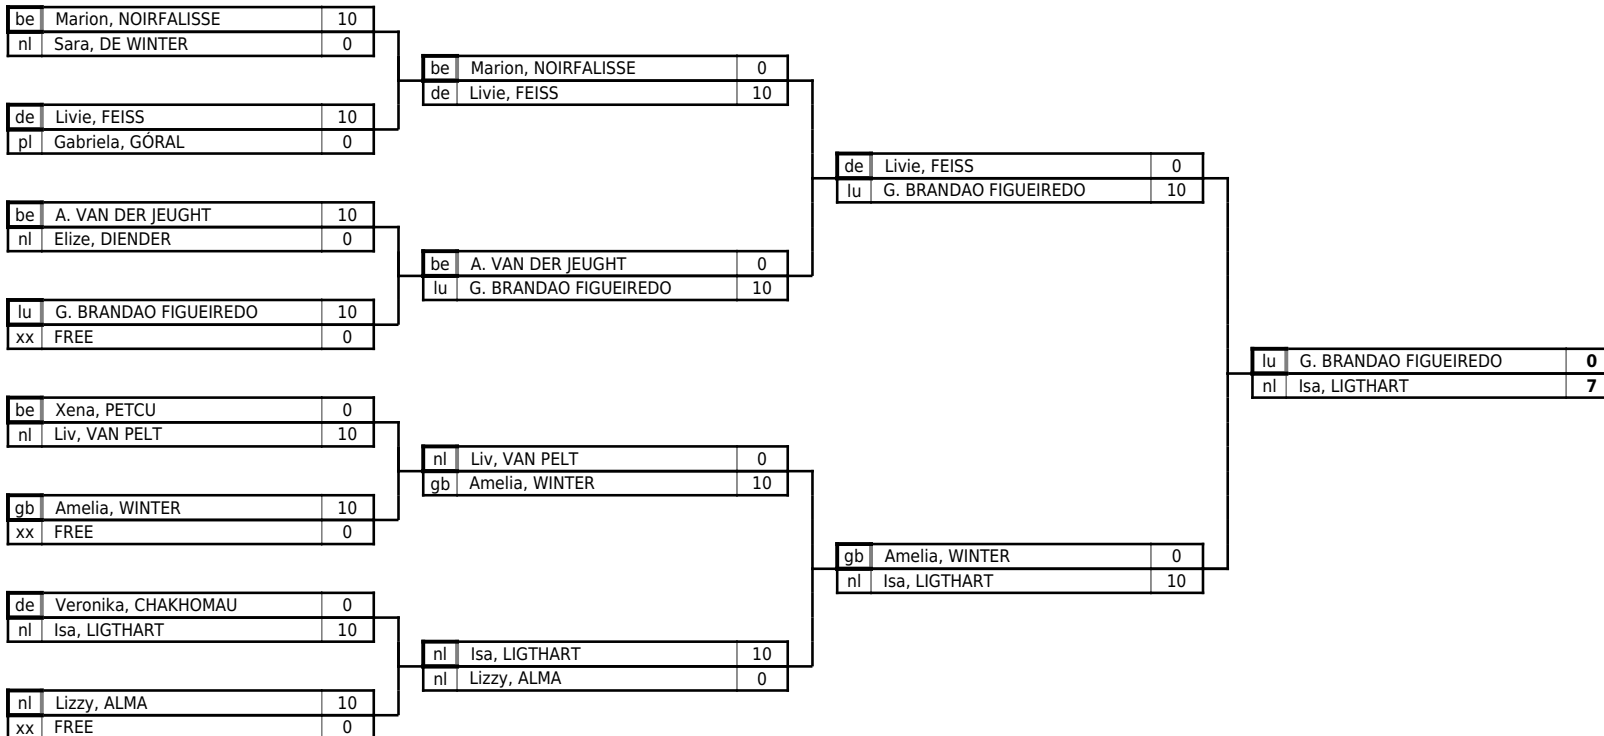 be Marion, NOIRFALISSE 10
nl Sara, DE WINTER 0
be Marion, NOIRFALISSE 0
de Livie, FEISS 10
de Livie, FEISS 10
pl Gabriela, GÓRAL 0
de Livie, FEISS 0
lu G. BRANDAO FIGUEIREDO 10
be A. VAN DER JEUGHT 10
nl Elize, DIENDER 0
be A. VAN DER JEUGHT 0
lu G. BRANDAO FIGUEIREDO 10
lu G. BRANDAO FIGUEIREDO 10
xx FREE 0
lu G. BRANDAO FIGUEIREDO 0
nl Isa, LIGTHART 7
be Xena, PETCU 0
nl Liv, VAN PELT 10
nl Liv, VAN PELT 0
gb Amelia, WINTER 10
gb Amelia, WINTER 10
xx FREE 0
gb Amelia, WINTER 0
nl Isa, LIGTHART 10
de Veronika, CHAKHOMAU 0
nl Isa, LIGTHART 10
nl Isa, LIGTHART 10
nl Lizzy, ALMA 0
nl Lizzy, ALMA 10
xx FREE 0